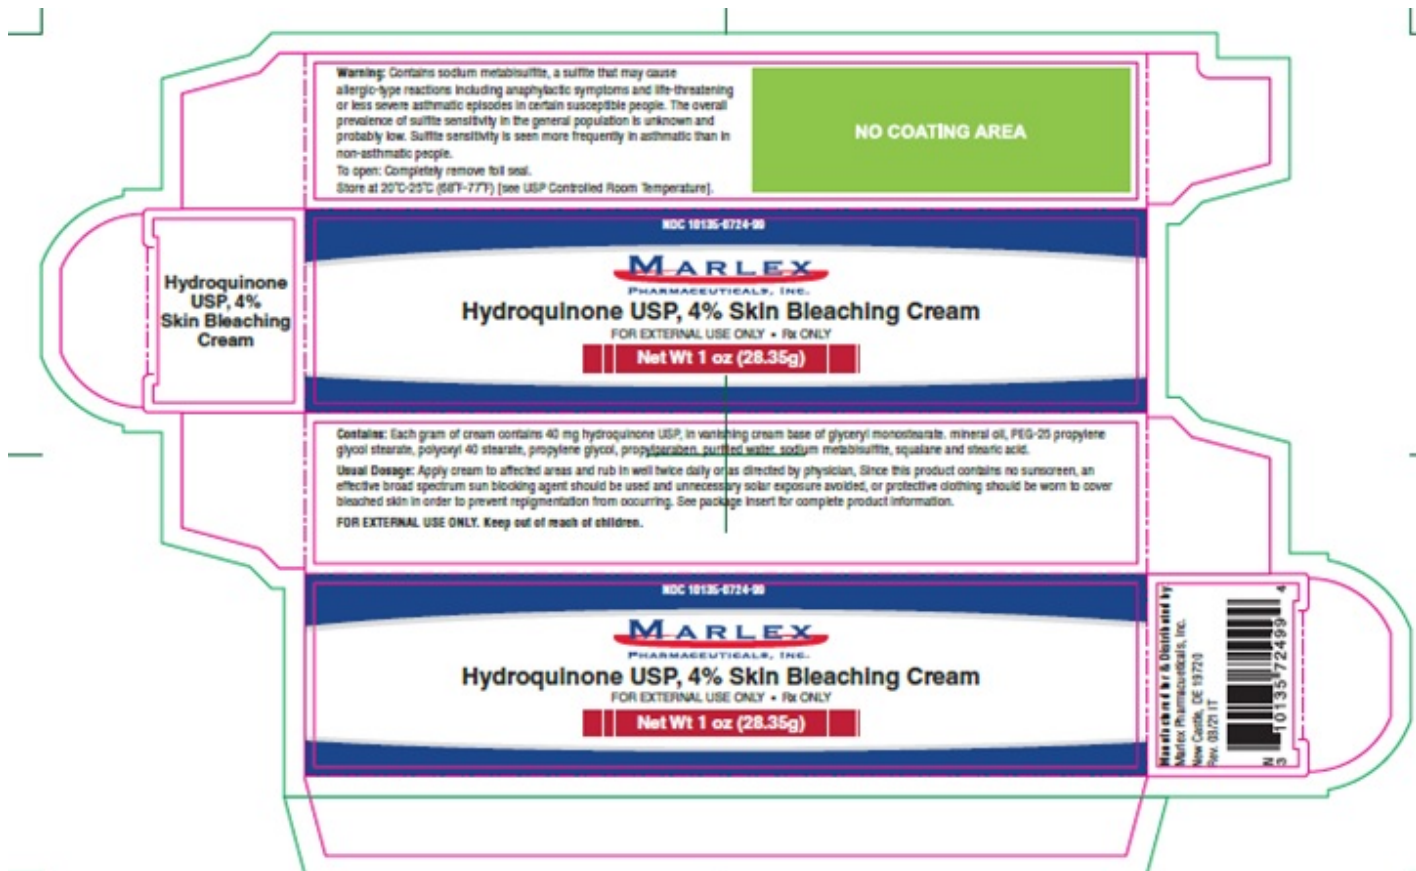 Warning: Contains sodium metabisulfite, a sulfite that may cause
allergic-type reactions including anaphylactic symptoms and life-threatening
or less severe asthmatic episodes in certain susceptible people. The overall
prevalence of sulfite sensitivity in the general population is unknown and
probably low. Sulfite sensitivity is seen more frequently in asthmatic than in
non-asthmatic people.
To open: Completely remove foil seal.
Store at 20°C-25°C (68°F-77°F) [see USP Controlled Room Temperature].
NO COATING AREA
Hydroquinone
USP, 4%
Skin Bleaching
Cream
NDC 10135-0724-99
MARLEX
PHARMACEUTICALS, INC.
Hydroquinone USP, 4% Skin Bleaching Cream
FOR EXTERNAL USE ONLY • Rx ONLY
Net Wt 1 oz (28.35g)
Contains: Each gram of cream contains 40 mg hydroquinone USP, in vanishing cream base of glyceryl monostearate. mineral oil, PEG-25 propylene
glycol stearate, polyoxyl 40 stearate, propylene glycol, propylparaben, purified water, sodium metabisulfite, squalane and stearic acid.
Usual Dosage: Apply cream to affected areas and rub in well twice daily or as directed by physician, Since this product contains no sunscreen, an
effective broad spectrum sun blocking agent should be used and unnecessary solar exposure avoided, or protective clothing should be worn to cover
bleached skin in order to prevent repigmentation from occurring. See package insert for complete product information.
FOR EXTERNAL USE ONLY. Keep out of reach of children.
NDC 10135-0724-99
MARLEX
PHARMACEUTICALS, INC.
Hydroquinone USP, 4% Skin Bleaching Cream
FOR EXTERNAL USE ONLY • Rx ONLY
Net Wt 1 oz (28.35g)
Manufactured for & Distributed by
Marlex Pharmacueticals, Inc.
New Castle, DE 19720
Rev. 03/21 IT
N
3 10135 72499 4